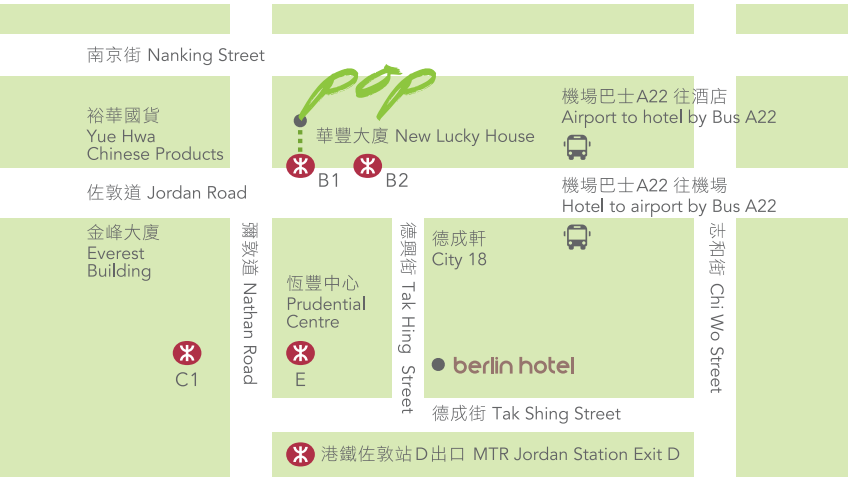 南京街 Nanking Street
pop
裕華國貨
Yue Hwa
Chinese Products
華豐大廈 New Lucky House
機場巴士A22 往酒店
Airport to hotel by Bus A22
B1
B2
佐敦道 Jordan Road
機場巴士A22 往機場
Hotel to airport by Bus A22
金峰大廈
Everest
Building
彌敦道 Nathan Road
恆豐中心
Prudential
Centre
德興街 Tak Hing Street
德成軒
City 18
志和街 Chi Wo Street
C1
E
berlin hotel
德成街 Tak Shing Street
港鐵佐敦站D出口 MTR Jordan Station Exit D